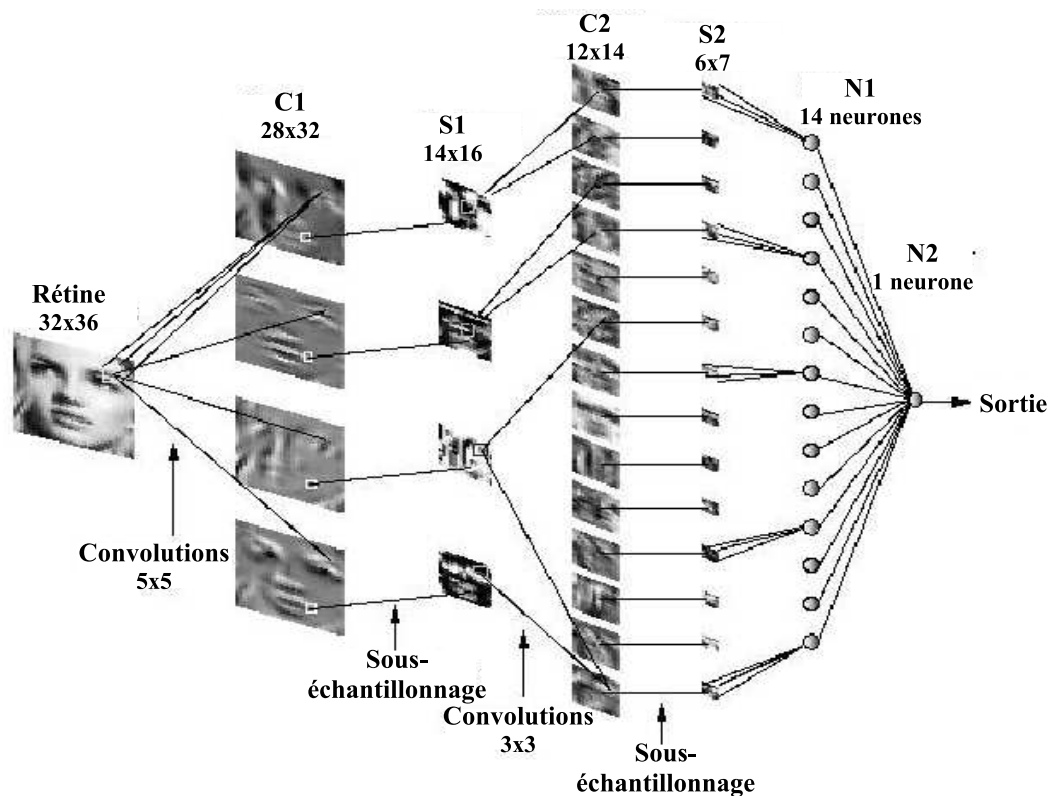 C2
12x14
S2
6x7
C1
28x32
S1
14x16
N1
14 neurones
N2
1 neurone
Rétine
32x36
Sortie
Convolutions
5x5
Sous-
échantillonnage
Convolutions
3x3
Sous-
échantillonnage